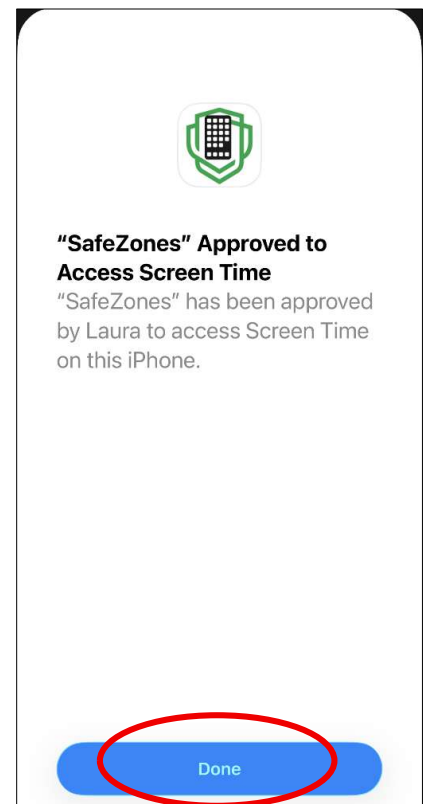 “SafeZones” Approved to
Access Screen Time
“SafeZones” has been approved
by Laura to access Screen Time
on this iPhone.
Done